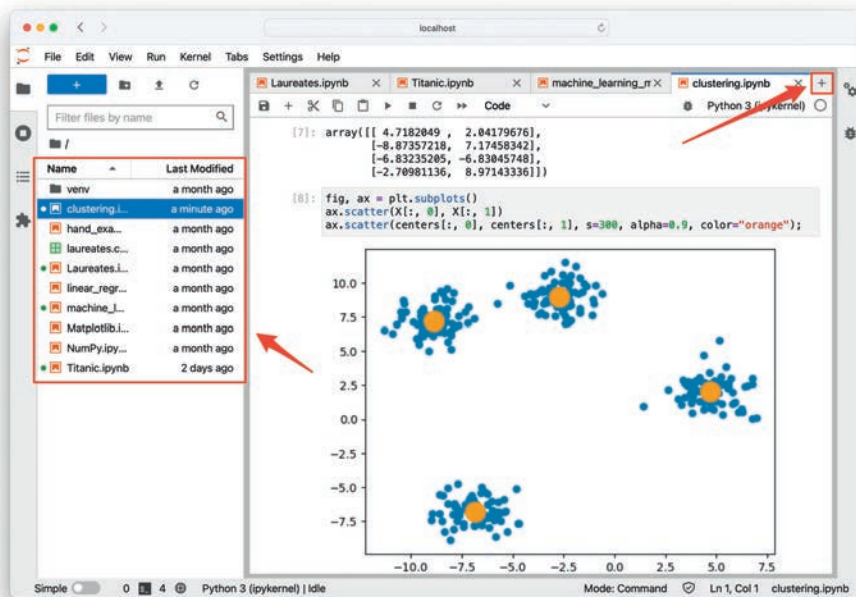 localhost
File Edit View Run Kernel Tabs Settings Help
+
Laureates.ipynb × Titanic.ipynb × machine_learning_m × clustering.ipynb × +
Code Python 3 (ipykernel)
Filter files by name
/
Name Last Modified
venv a month ago
clustering.i... a minute ago
hand_exa... a month ago
laureates.c... a month ago
Laureates.i... a month ago
linear_regr... a month ago
machine_l... a month ago
Matplotlib.i... a month ago
NumPy.ipy... a month ago
Titanic.ipynb 2 days ago
[7]: array([[ 4.7182049 , 2.04179676],
[-8.87357218, 7.17458342],
[-6.83235205, -6.83045748],
[-2.70981136, 8.97143336]])
[8]: fig, ax = plt.subplots()
ax.scatter(X[:, 0], X[:, 1])
ax.scatter(centers[:, 0], centers[:, 1], s=300, alpha=0.9, color="orange");
10.0
7.5
5.0
2.5
0.0
−2.5
−5.0
−7.5
−10.0 −7.5 −5.0 −2.5 0.0 2.5 5.0 7.5
Simple 0 4 Python 3 (ipykernel) | Idle Mode: Command Ln 1, Col 1 clustering.ipynb